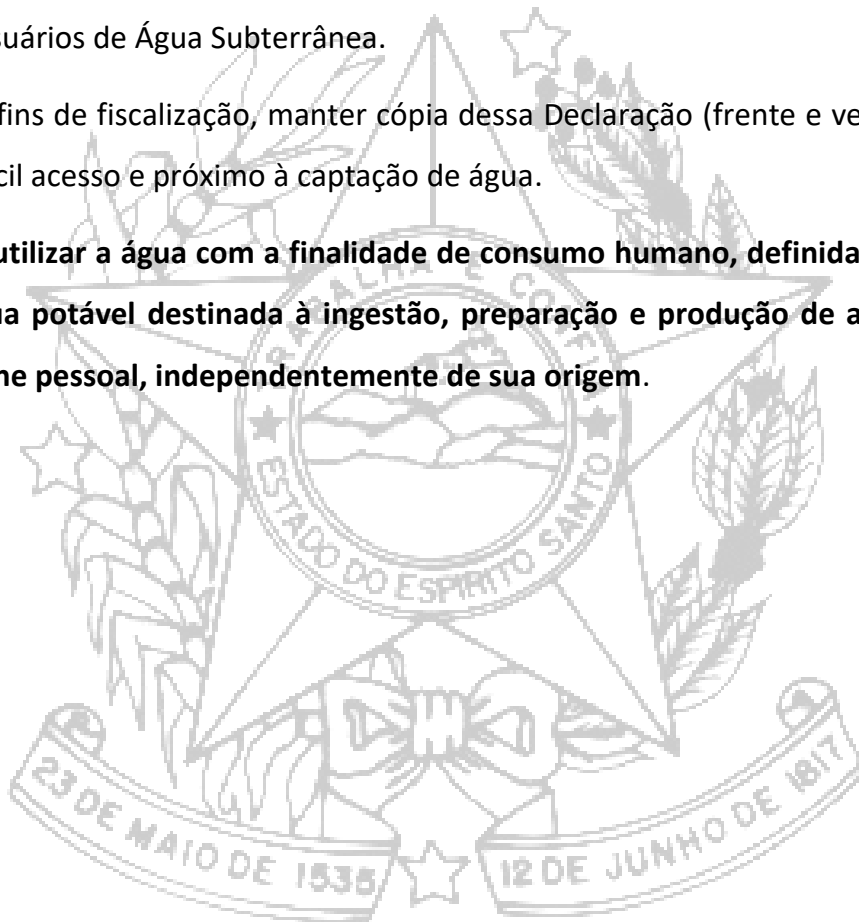 suários de Água Subterrânea.
fins de fiscalização, manter cópia dessa Declaração (frente e ve
cil acesso e próximo à captação de água.
utilizar a água com a finalidade de consumo humano, definida
ua potável destinada à ingestão, preparação e produção de a
ne pessoal, independentemente de sua origem.
TRABALHA E CONFI
ESTADO DO ESPIRITO SANTO
23 DE MAIO DE 1535
12 DE JUNHO DE 1817